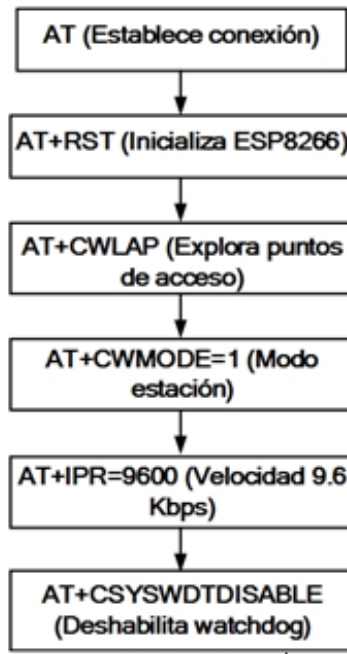 AT (Establece conexión)
AT+RST (Inicializa ESP8266)
AT+CWLAP (Explora puntos
de acceso)
AT+CWMODE=1 (Modo
estación)
AT+IPR=9600 (Velocidad 9.6
Kbps)
AT+CSYSWDTDISABLE
(Deshabilita watchdog)